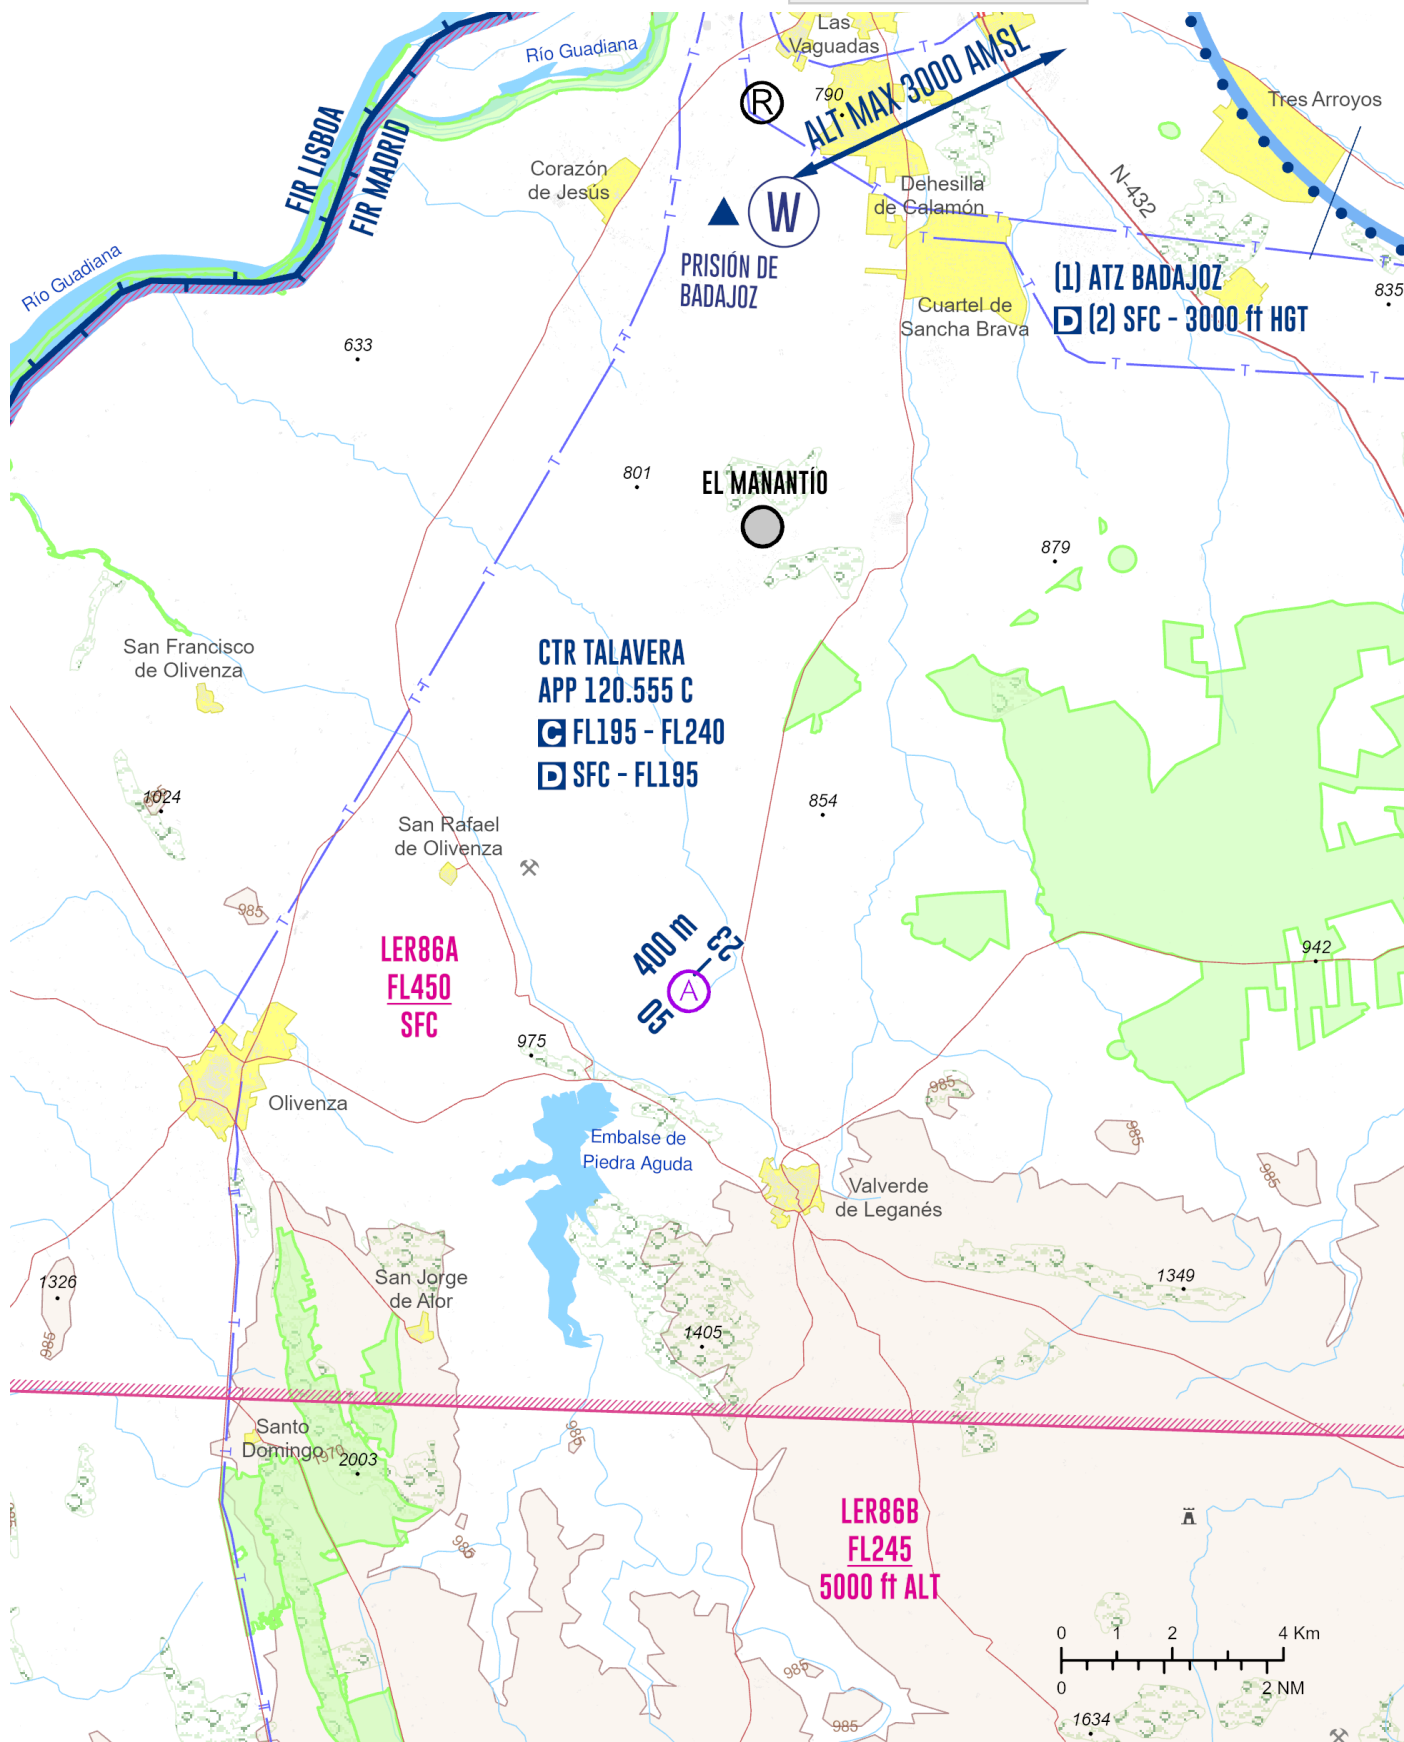 Las
Vaguadas
Río Guadiana
790
ALT MAX 3000 AMSL
R
Tres Arroyos
FIR LISBOA
FIR MADRID
Corazón
de Jesús
N-432
Dehesilla
de Calamón
W
PRISIÓN DE
BADAJOZ
Río Guadiana
(1) ATZ BADAJOZ
D (2) SFC - 3000 ft HGT
835
Cuartel de
Sancha Brava
633
801
EL MANANTÍO
879
San Francisco
de Olivenza
CTR TALAVERA
APP 120.555 C
C FL195 - FL240
D SFC - FL195
1024
985
854
San Rafael
de Olivenza
985
LER86A
FL450
SFC
400 m
23
A
05
942
975
Olivenza
985
985
Embalse de
Piedra Aguda
985
Valverde
de Leganés
San Jorge
de Alor
1326
985
1349
1405
Santo
Domingo
1970
2003
985
985
985
LER86B
FL245
5000 ft ALT
0 1 2 4 Km
0 2 NM
985
985
1634
T T T T T T T T T T T T T T T T T T T T